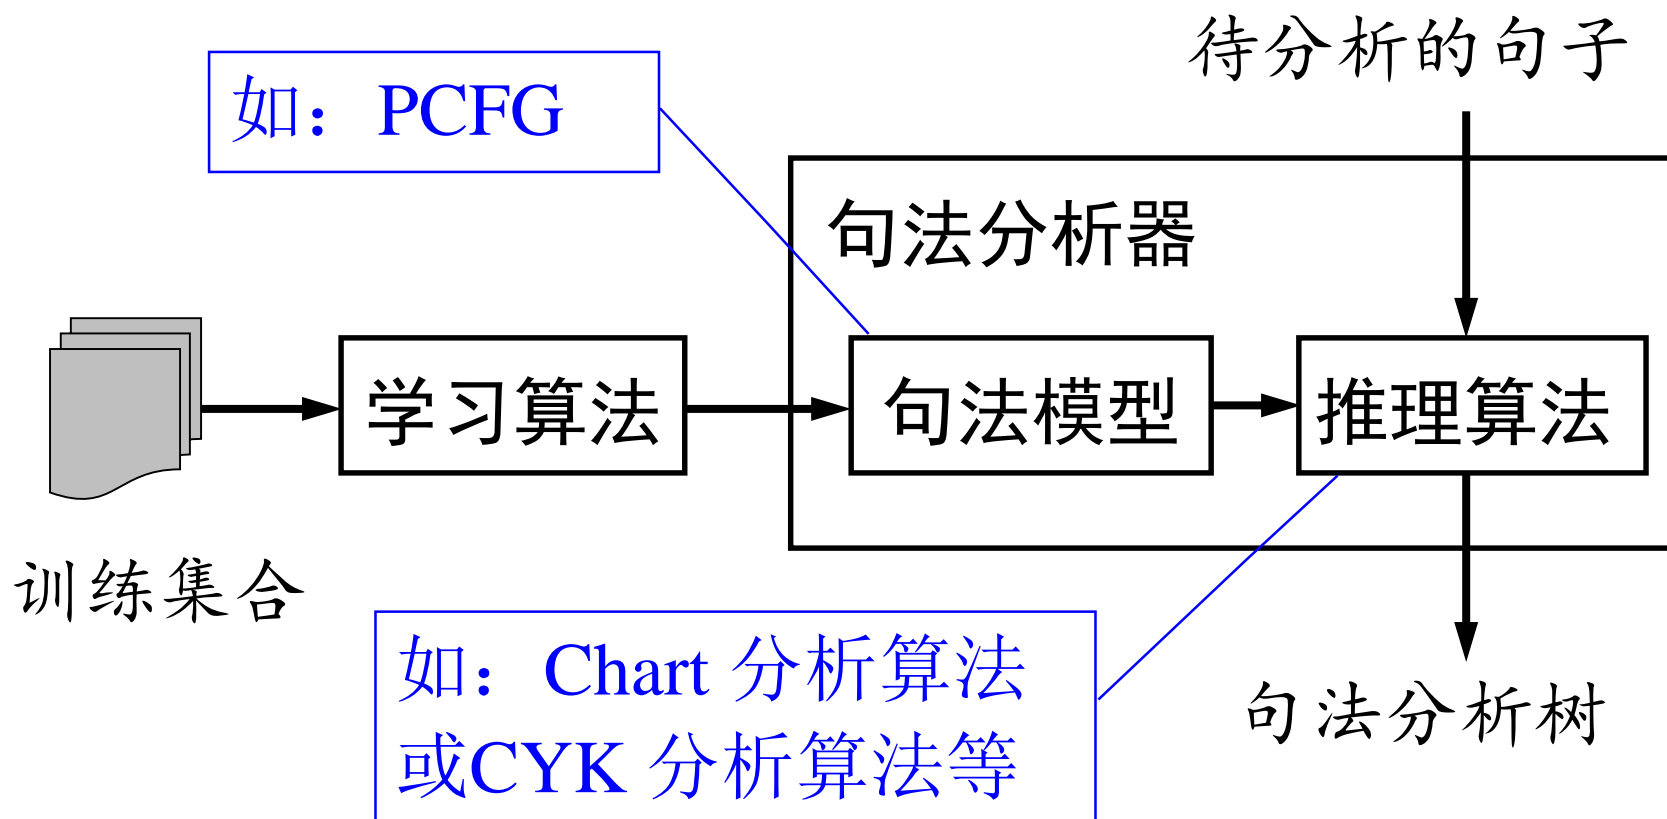 待分析的句子
如：PCFG
句法分析器
学习算法
句法模型
推理算法
训练集合
如：Chart 分析算法
或CYK 分析算法等
句法分析树